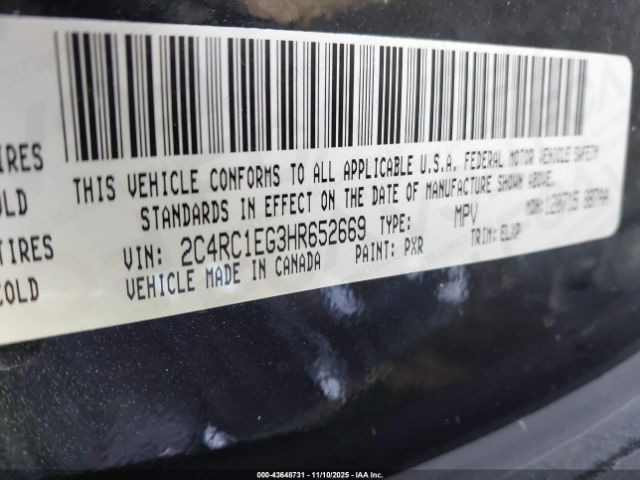 IRES
THIS VEHICLE CONFORMS TO ALL APPLICABLE U.S.A. FEDERAL MOTOR VEHICLE SAFETY
OLD
STANDARDS IN EFFECT ON THE DATE OF MANUFACTURE SHOWN ABOVE.
VIN: 2C4RC1EG3HR652669 TYPE: MPV MDH:
VEHICLE MADE IN CANADA PAINT: PXR TRIM:
COLD
000-43648731 - 11/10/2025 - IAA Inc.